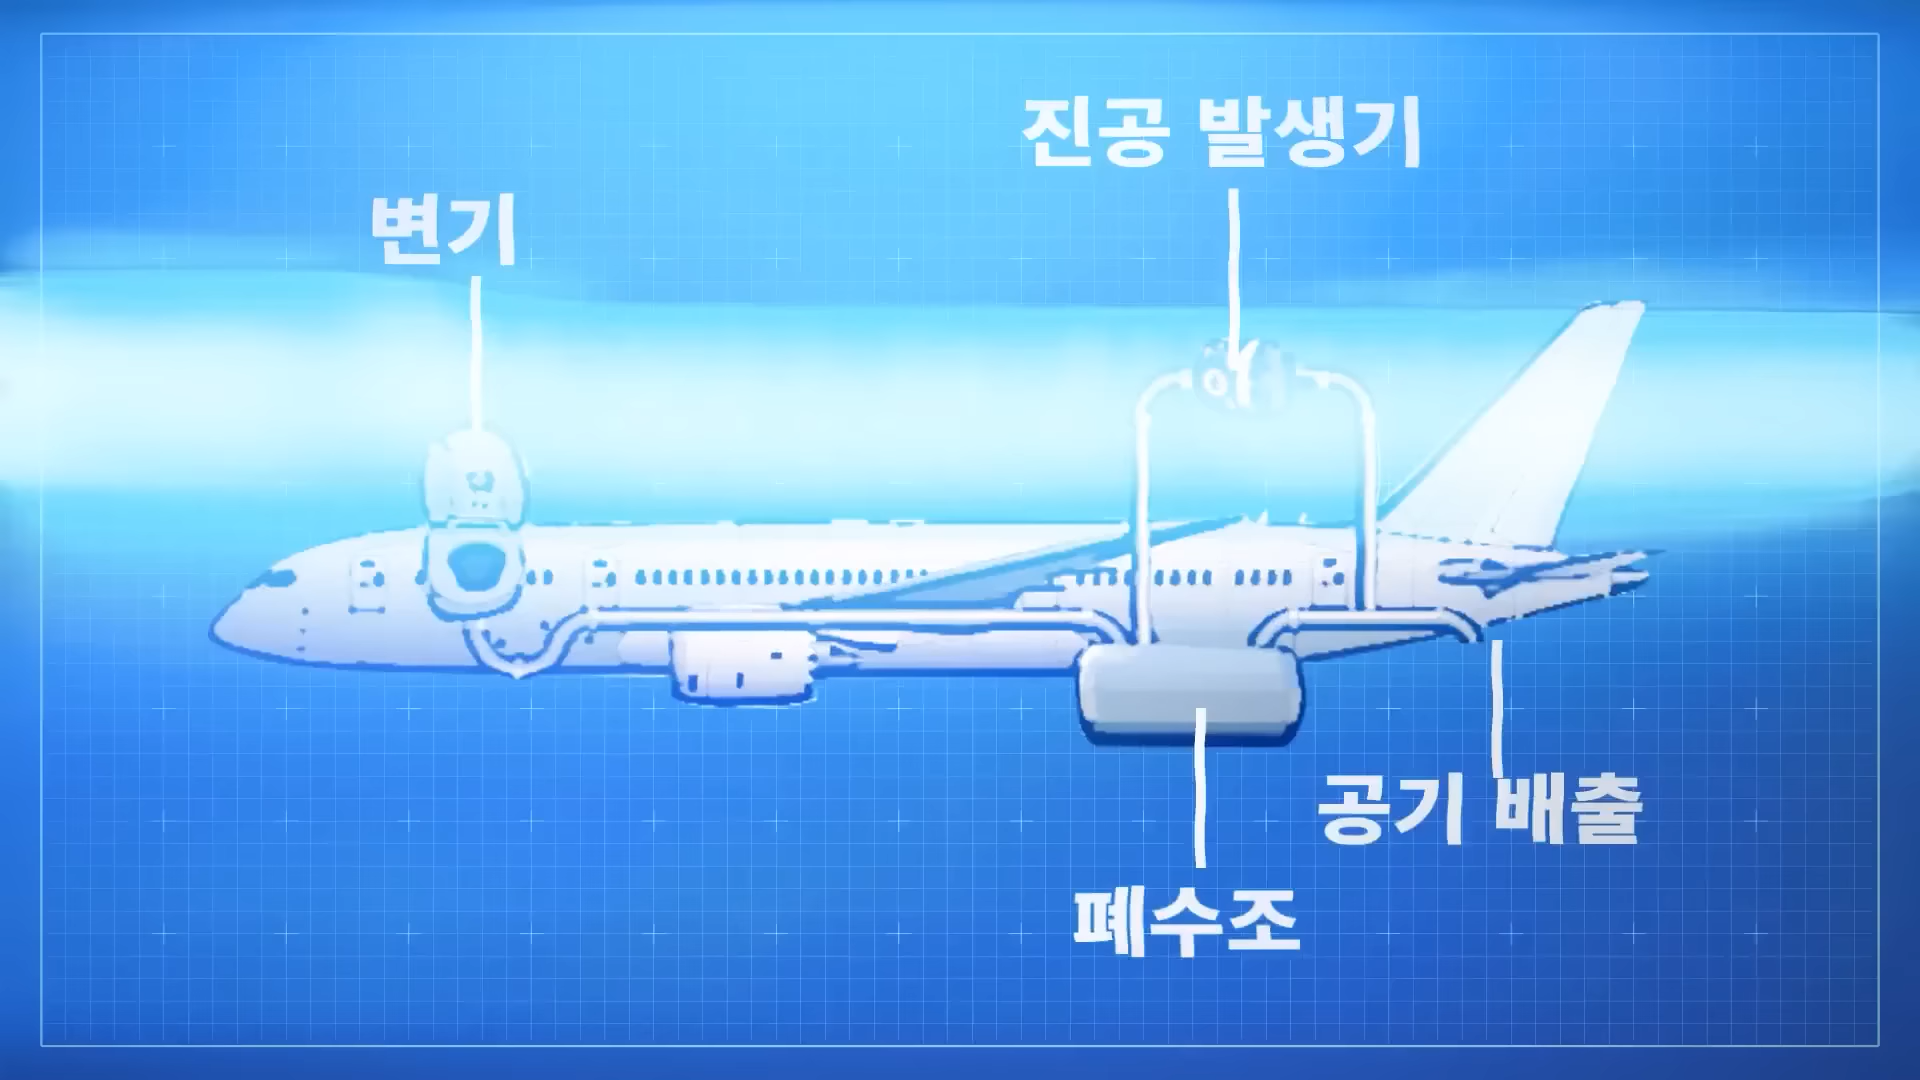 진공 발생기
변기
공기 배출
폐수조